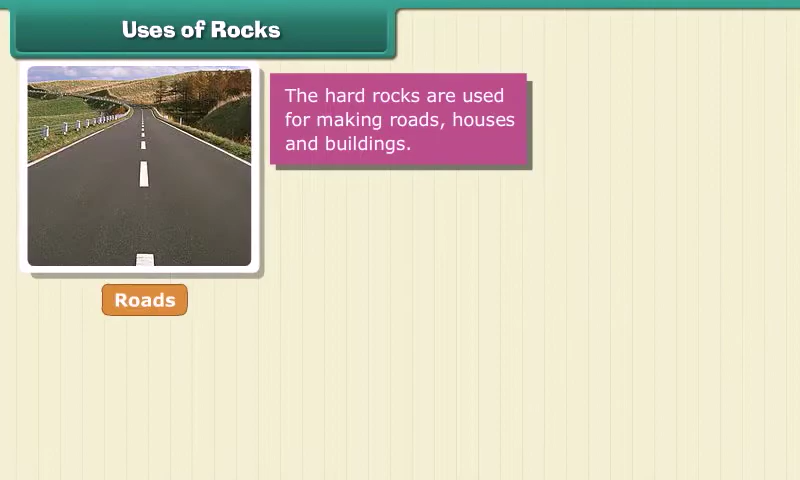 Uses of Rocks
The hard rocks are used
for making roads, houses
and buildings.
Roads